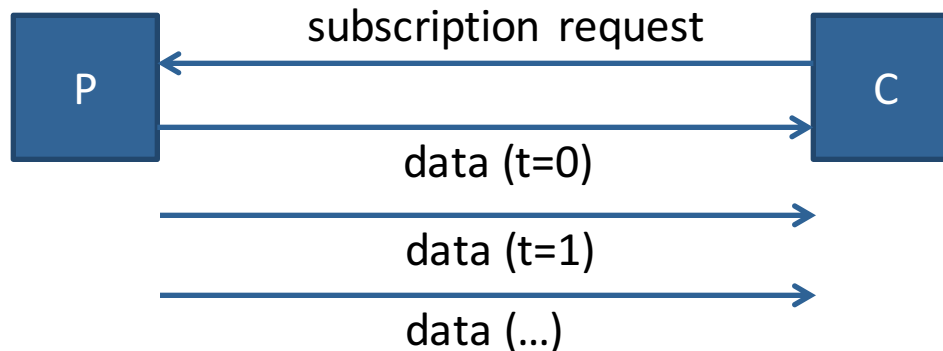 subscription request
P
C
data (t=0)
data (t=1)
data (...)